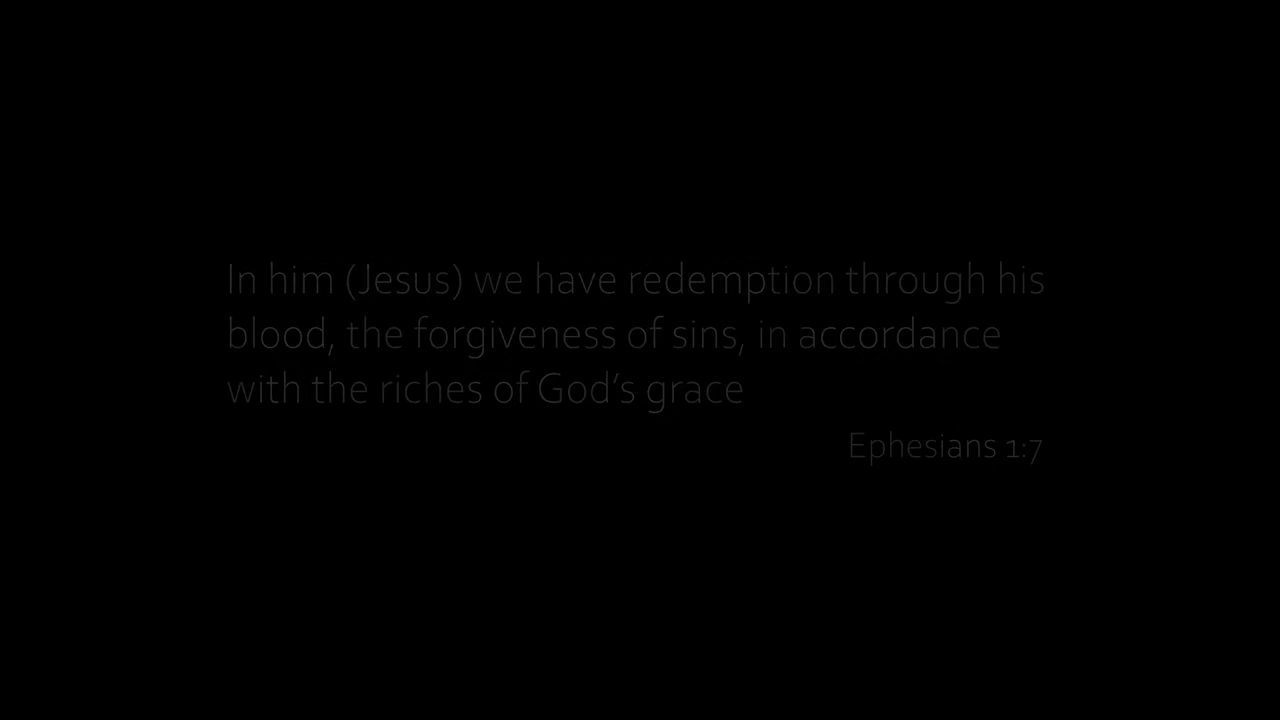 In him (Jesus) we have redemption through his
blood, the forgiveness of sins, in accordance
with the riches of God’s grace
Ephesians 1:7